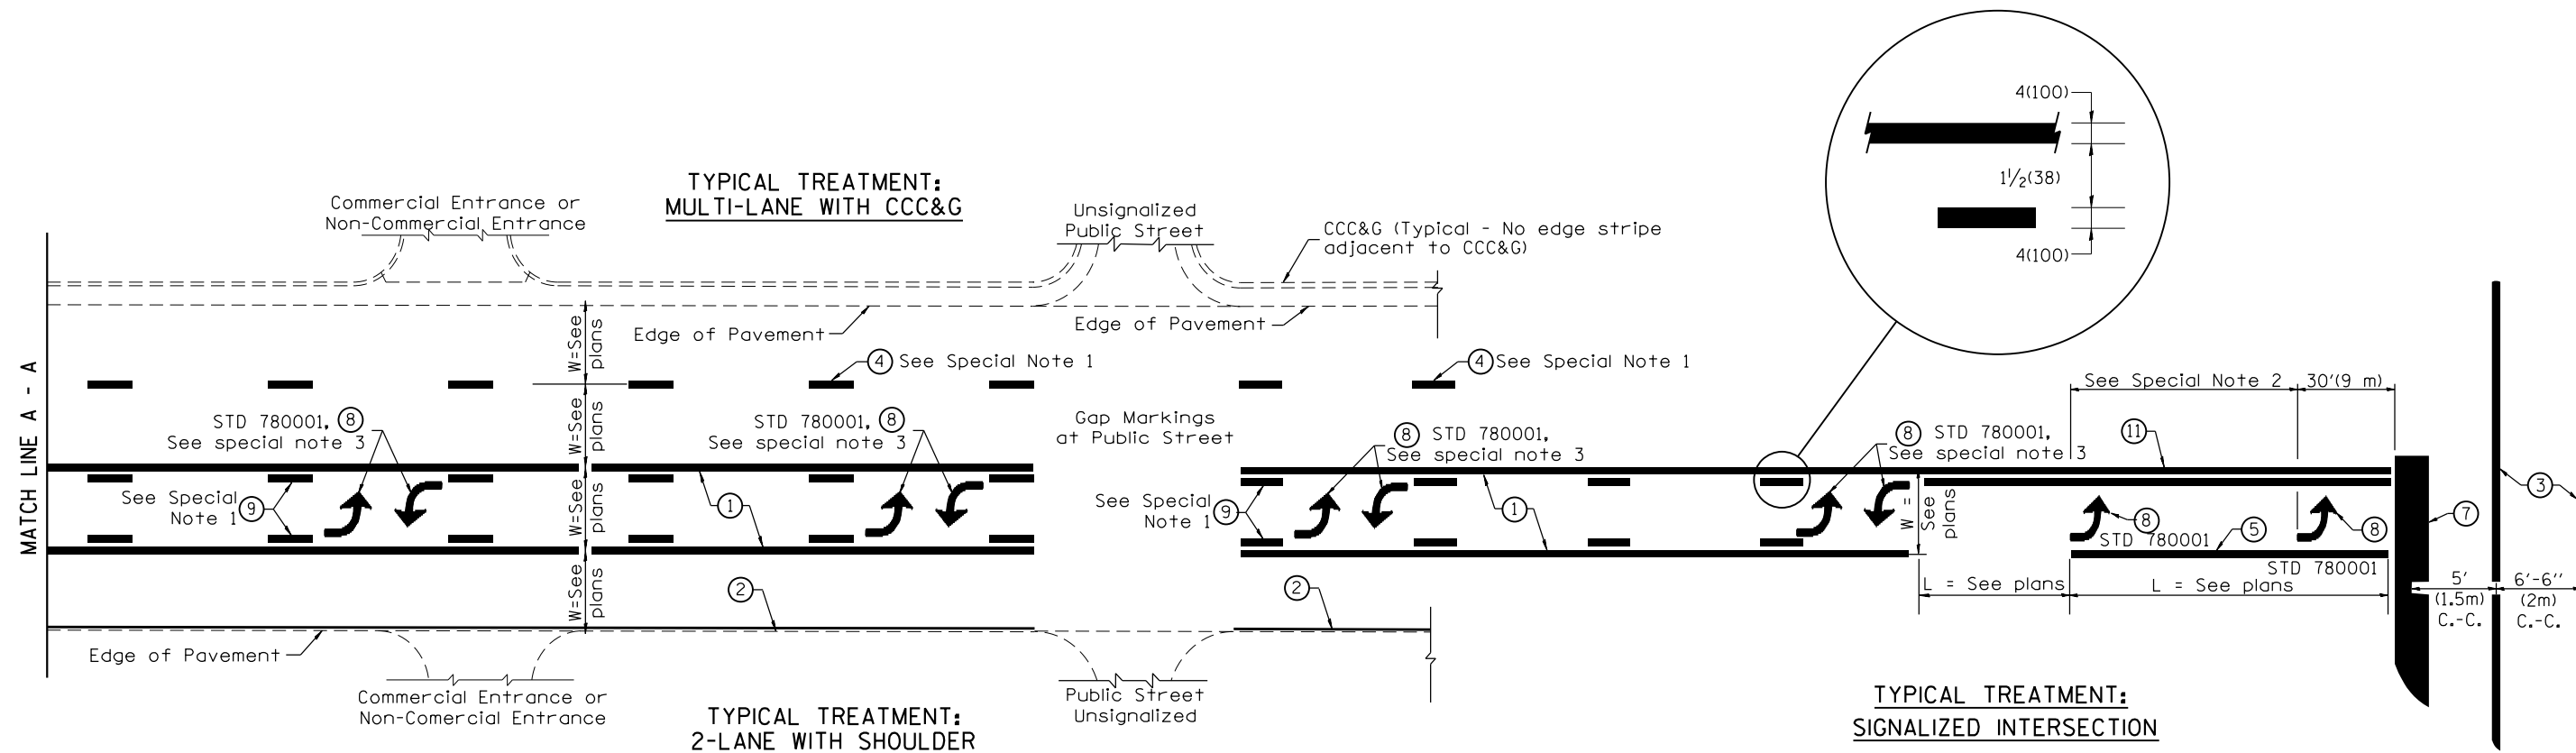 TYPICAL TREATMENT:
MULTI-LANE WITH CCC&G
Commercial Entrance or
Non-Commercial Entrance
Unsignalized
Public Street
CCC&G (Typical - No edge stripe
adjacent to CCC&G)
4(100)
1 1/2(38)
4(100)
MATCH LINE A - A
Edge of Pavement
Edge of Pavement
W=See
plans
W=See
plans
W=See
plans
W=See
plans
4 See Special Note 1
4 See Special Note 1
STD 780001, 8
See special note 3
STD 780001, 8
See special note 3
Gap Markings
at Public Street
8 STD 780001,
See special note 3
8 STD 780001,
See special note 3
See Special Note 2
30'(9 m)
11
See Special
Note 1
9
1
See Special
Note 1
9
1
W =
See
plans
8
STD 780001
5
8
STD 780001
7
3
L = See plans
L = See plans
5'
(1.5m)
C.-C.
6'-6"
(2m)
C.-C.
2
2
Edge of Pavement
Commercial Entrance or
Non-Comercial Entrance
Public Street
Unsignalized
TYPICAL TREATMENT:
2-LANE WITH SHOULDER
TYPICAL TREATMENT:
SIGNALIZED INTERSECTION